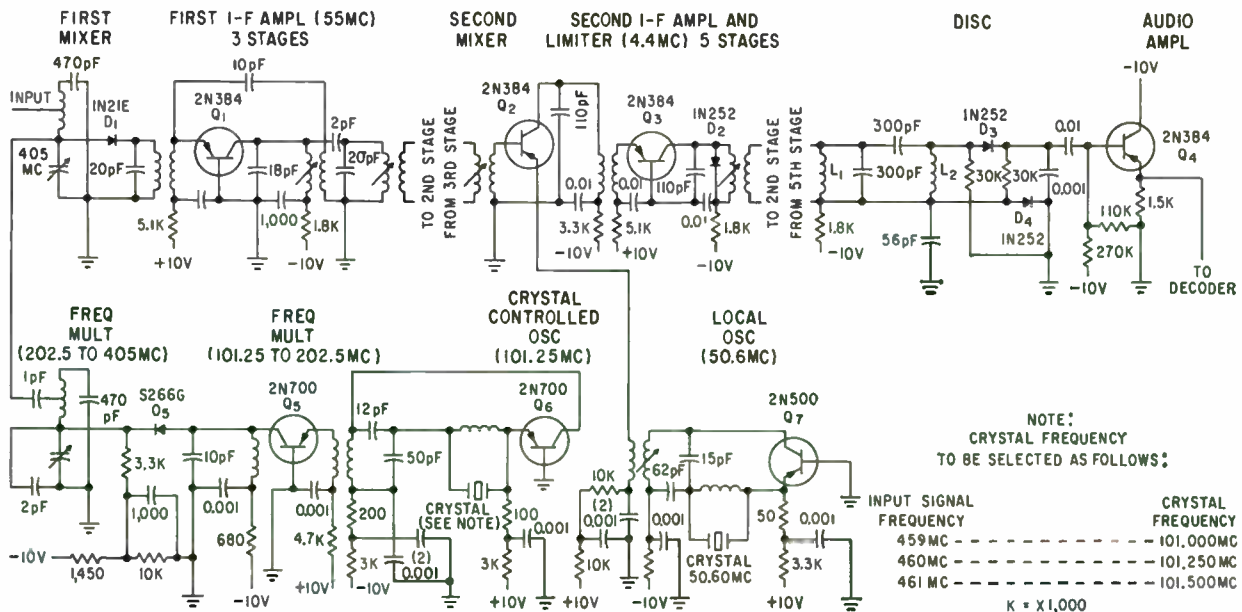 FIRST
MIXER
FIRST I-F AMPL (55MC)
3 STAGES
SECOND
MIXER
SECOND I-F AMPL AND
LIMITER (4.4MC) 5 STAGES
DISC
AUDIO
AMPL
470pF
INPUT
1N21E
D1
405
MC
20pF
10pF
2N384
Q1
18pF
2pF
20pF
5.1K
+10V
1,000
1.8K
-10V
TO 2ND STAGE
FROM 3RD STAGE
2N384
Q2
110pF
0.01
3.3K
-10V
2N384
Q3
1N252
D2
0.01
110pF
0.01
5.1K
+10V
1.8K
-10V
TO 2ND STAGE
FROM 5TH STAGE
L1
300pF
300pF
L2
1N252
D3
30K
30K
0.01
0.001
D4
1N252
1.8K
-10V
56pF
-10V
2N384
Q4
1.5K
110K
270K
-10V
TO
DECODER
FREQ
MULT
(202.5 TO 405MC)
FREQ
MULT
(101.25 TO 202.5MC)
CRYSTAL
CONTROLLED
OSC
(101.25MC)
LOCAL
OSC
(50.6MC)
1pF
470
pF
S266G
D5
2pF
3.3K
1,000
10pF
0.001
680
-10V
1,450
10K
-10V
2N700
Q5
0.001
4.7K
+10V
12pF
50pF
200
3K
-10V
(2)
0.001
CRYSTAL
(SEE NOTE)
2N700
Q6
100
0.001
3K
+10V
10K
(2)
0.001
10K
+10V
62pF
0.001
-10V
15pF
CRYSTAL
50.60MC
2N500
Q7
50
0.001
3.3K
+10V
NOTE:
CRYSTAL FREQUENCY
TO BE SELECTED AS FOLLOWS:
INPUT SIGNAL FREQUENCY CRYSTAL FREQUENCY
459MC - - - - - - - - - - - - 101.000MC
460MC - - - - - - - - - - - - 101.250MC
461MC - - - - - - - - - - - - 101.500MC
K = X1,000